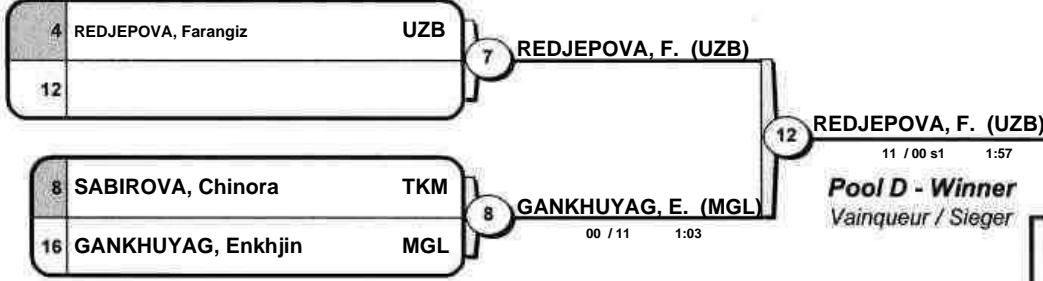 4 REDJEPOVA, Farangiz UZB
12
7
REDJEPOVA, F. (UZB)
8 SABIROVA, Chinora TKM
16 GANKHUYAG, Enkhjin MGL
8
GANKHUYAG, E. (MGL)
00 / 11 1:03
12
REDJEPOVA, F. (UZB)
11 / 00 s1 1:57
Pool D - Winner
Vainqueur / Sieger